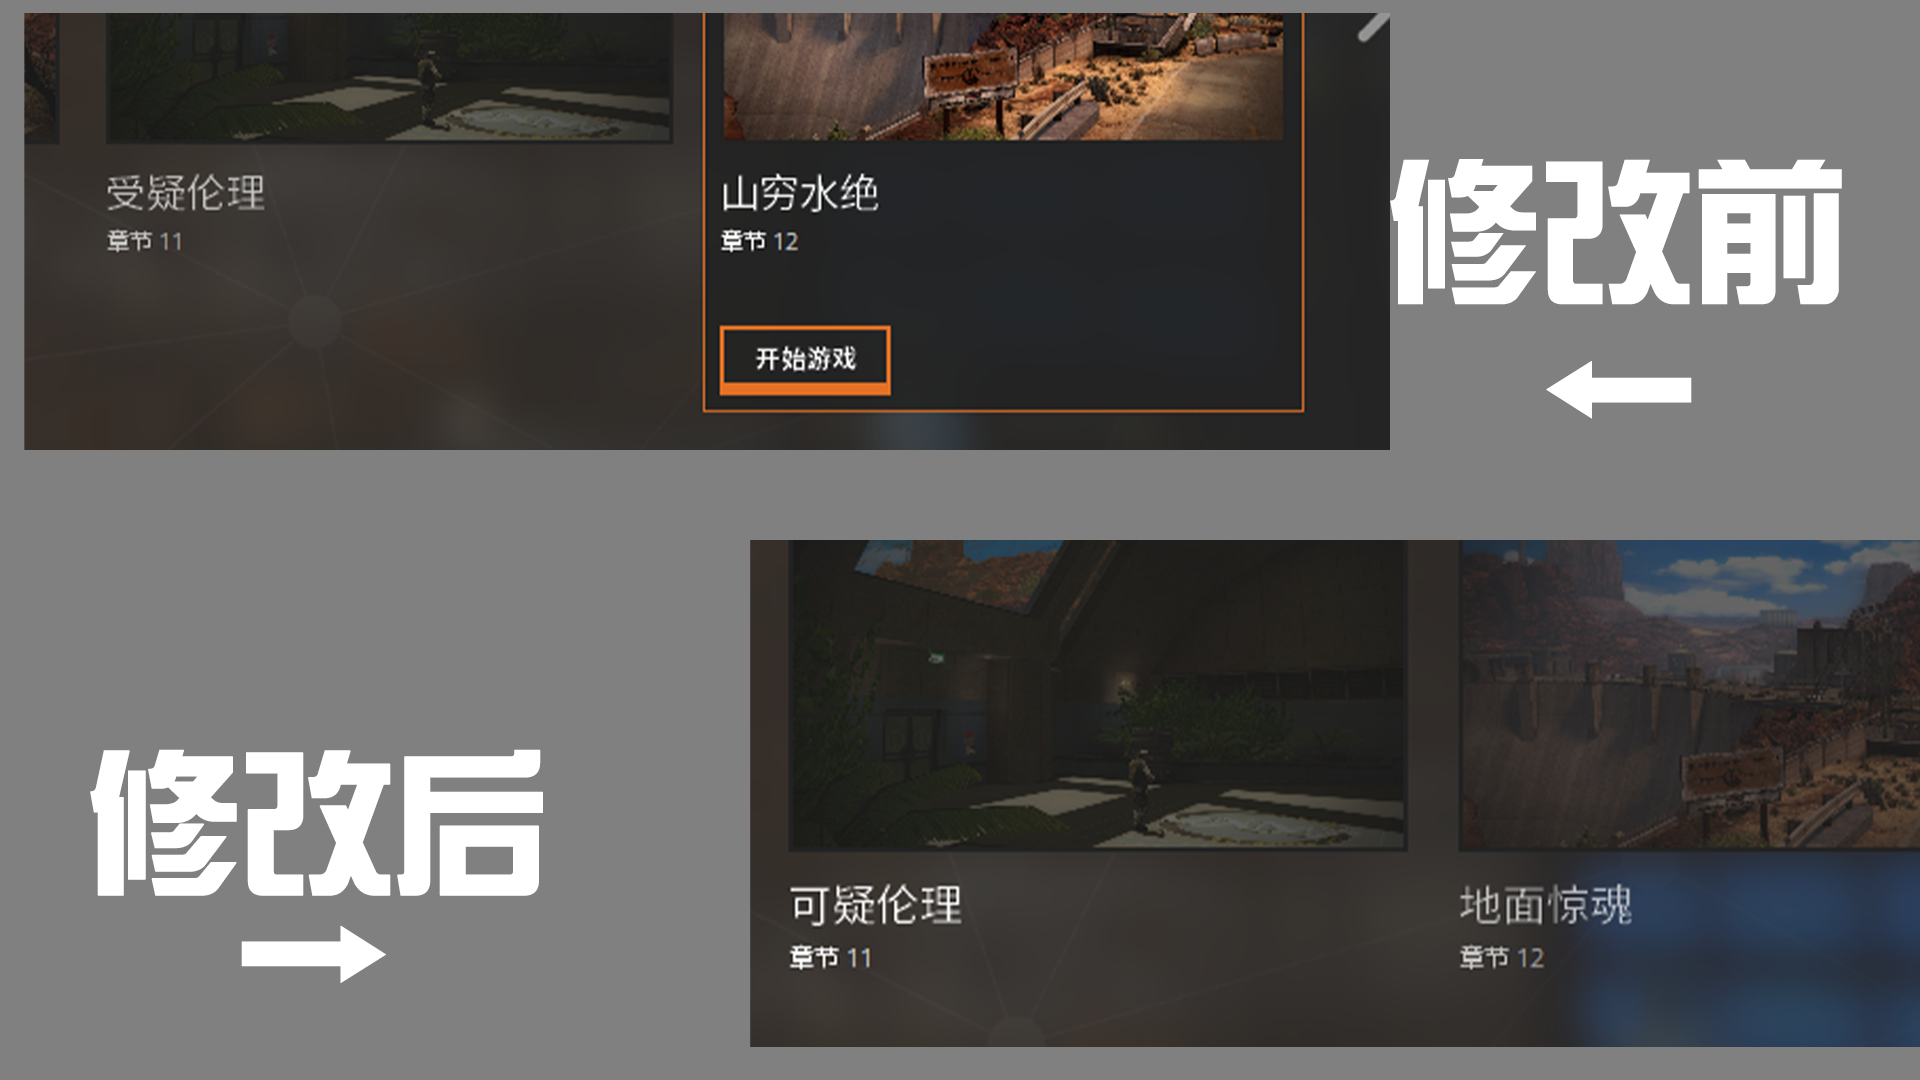 受疑伦理
章节 11
山穷水绝
章节 12
开始游戏
修改前
修改后
可疑伦理
章节 11
地面惊魂
章节 12